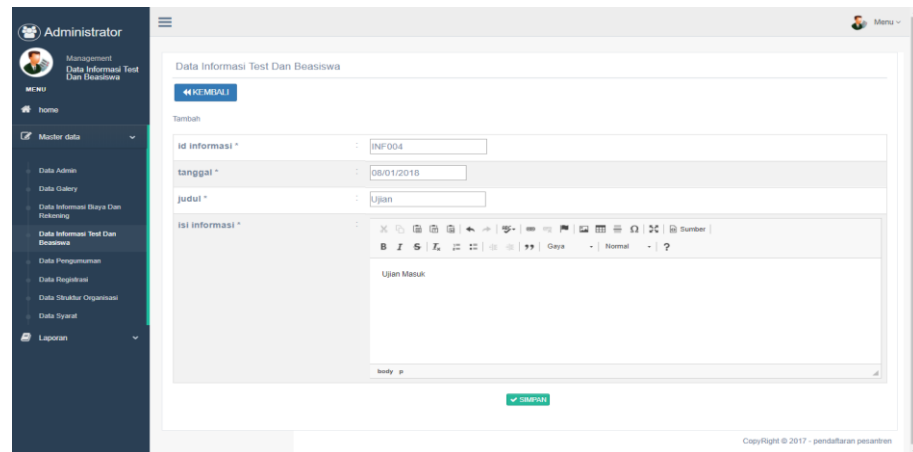 Administrator
Menu
Management
Data Informasi Test
Dan Beasiswa
MENU
home
Master data
Data Admin
Data Galery
Data Informasi Biaya Dan
Rekening
Data Informasi Test Dan
Beasiswa
Data Pengumuman
Data Registrasi
Data Struktur Organisasi
Data Syarat
Laporan
Data Informasi Test Dan Beasiswa
KEMBALI
Tambah
id informasi * : INF004
tanggal * : 08/01/2018
judul * : Ujian
isi informasi * :
Sumber
B I S Ix Gaya Normal ?
Ujian Masuk
body p
SIMPAN
CopyRight © 2017 - pendaftaran pesantren